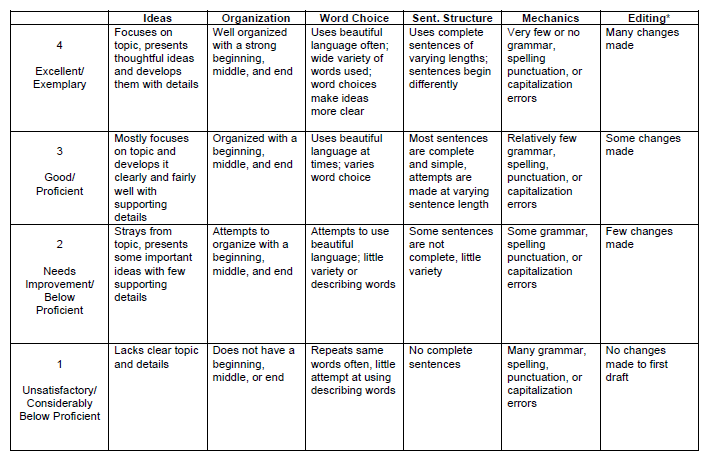 Ideas
Organization
Word Choice
Sent. Structure
Mechanics
Editing*
4
Excellent/
Exemplary
Focuses on
topic, presents
thoughtful ideas
and develops
them with details
Well organized
with a strong
beginning,
middle, and end
Uses beautiful
language often;
wide variety of
words used;
word choices
make ideas
more clear
Uses complete
sentences of
varying lengths;
sentences begin
differently
Very few or no
grammar,
spelling
punctuation, or
capitalization
errors
Many changes
made
3
Good/
Proficient
Mostly focuses
on topic and
develops it
clearly and fairly
well with
supporting
details
Organized with a
beginning,
middle, and end
Uses beautiful
language at
times; varies
word choice
Most sentences
are complete
and simple,
attempts are
made at varying
sentence length
Relatively few
grammar,
spelling,
punctuation, or
capitalization
errors
Some changes
made
2
Needs
Improvement/
Below
Proficient
Strays from
topic, presents
some important
ideas with few
supporting
details
Attempts to
organize with a
beginning,
middle, and end
Attempts to use
beautiful
language; little
variety or
describing words
Some sentences
are not
complete, little
variety
Some grammar,
spelling
punctuation, or
capitalization
errors
Few changes
made
1
Unsatisfactory/
Considerably
Below Proficient
Lacks clear topic
and details
Does not have a
beginning,
middle, or end
Repeats same
words often, little
attempt at using
describing words
No complete
sentences
Many grammar,
spelling,
punctuation, or
capitalization
errors
No changes
made to first
draft